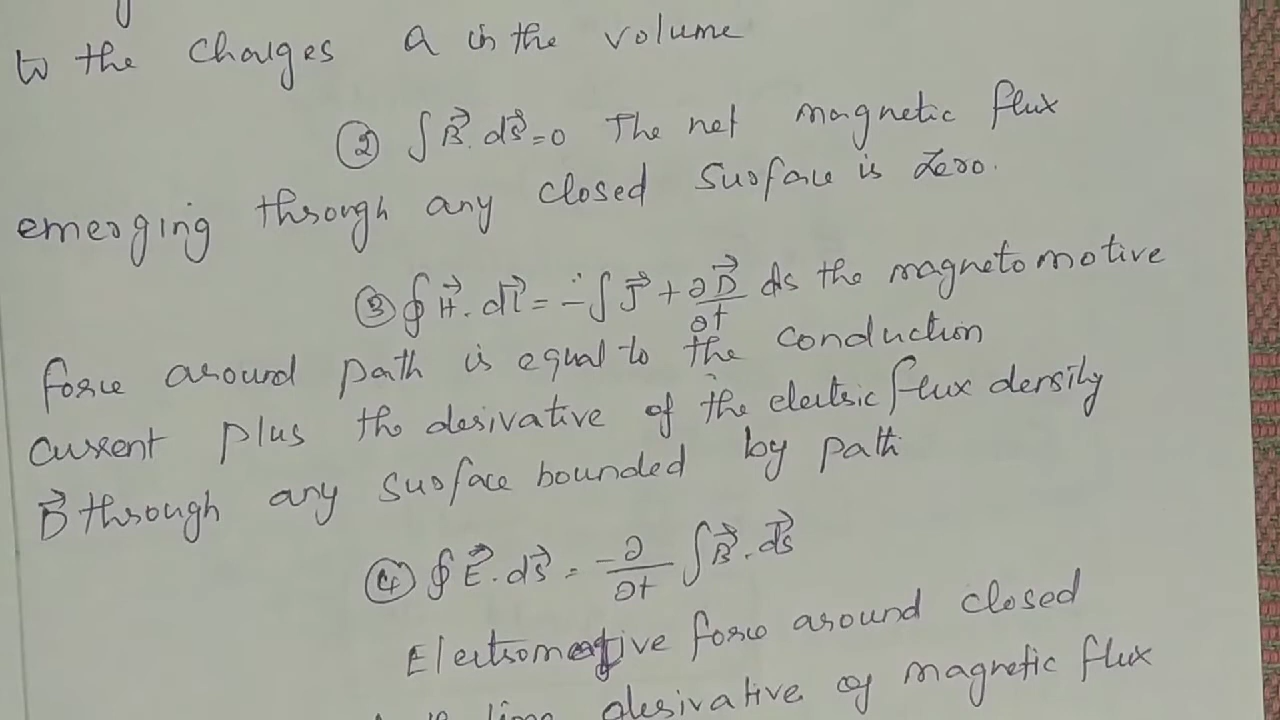 to the charges a in the volume
② ∫B⃗.ds⃗=0 The net magnetic flux
emerging through any closed surface is zero.
③ ∮H⃗.dl⃗ = -∫J⃗ + ∂D⃗/∂t ds the magneto motive
force around path is equal to the conduction
current plus the derivative of the electric flux density
D⃗ through any surface bounded by path
④ ∮E⃗.ds⃗ = -∂/∂t ∫B⃗.ds⃗
Electromotive force around closed
time derivative of magnetic flux